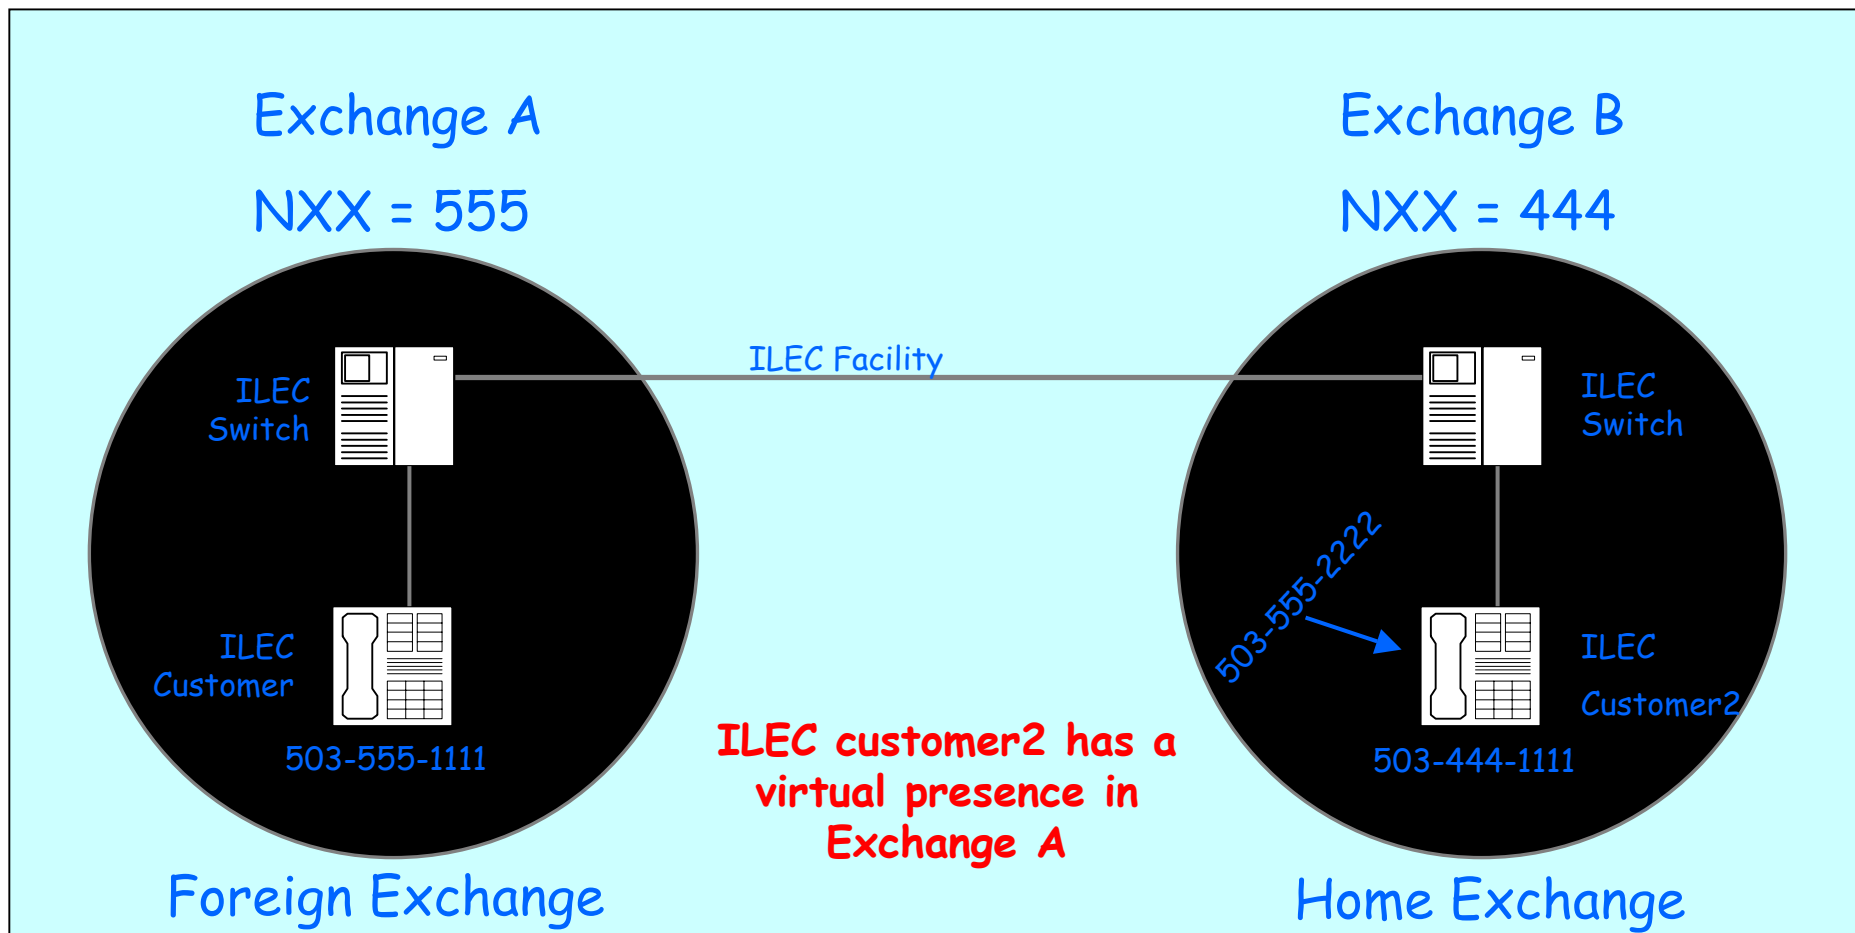 Exchange A
NXX = 555
Exchange B
NXX = 444
ILEC Facility
ILEC
Switch
ILEC
Switch
503-555-2222
ILEC
Customer
503-555-1111
ILEC
Customer2
503-444-1111
ILEC customer2 has a
virtual presence in
Exchange A
Foreign Exchange
Home Exchange